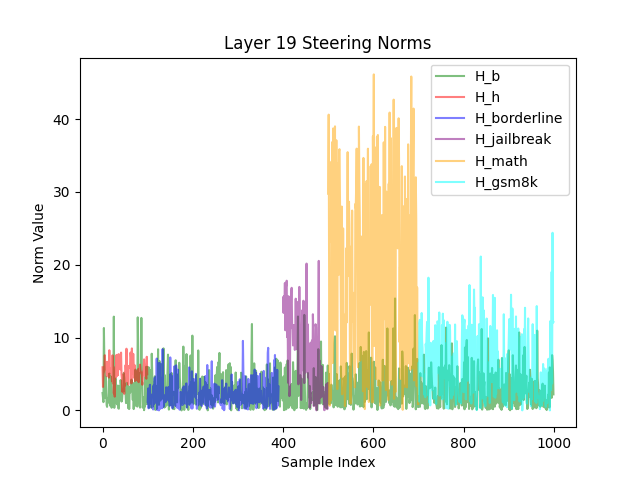 Layer 19 Steering Norms
H_b
H_h
H_borderline
H_jailbreak
H_math
H_gsm8k
Norm Value
40
30
20
10
0
0 200 400 600 800 1000
Sample Index